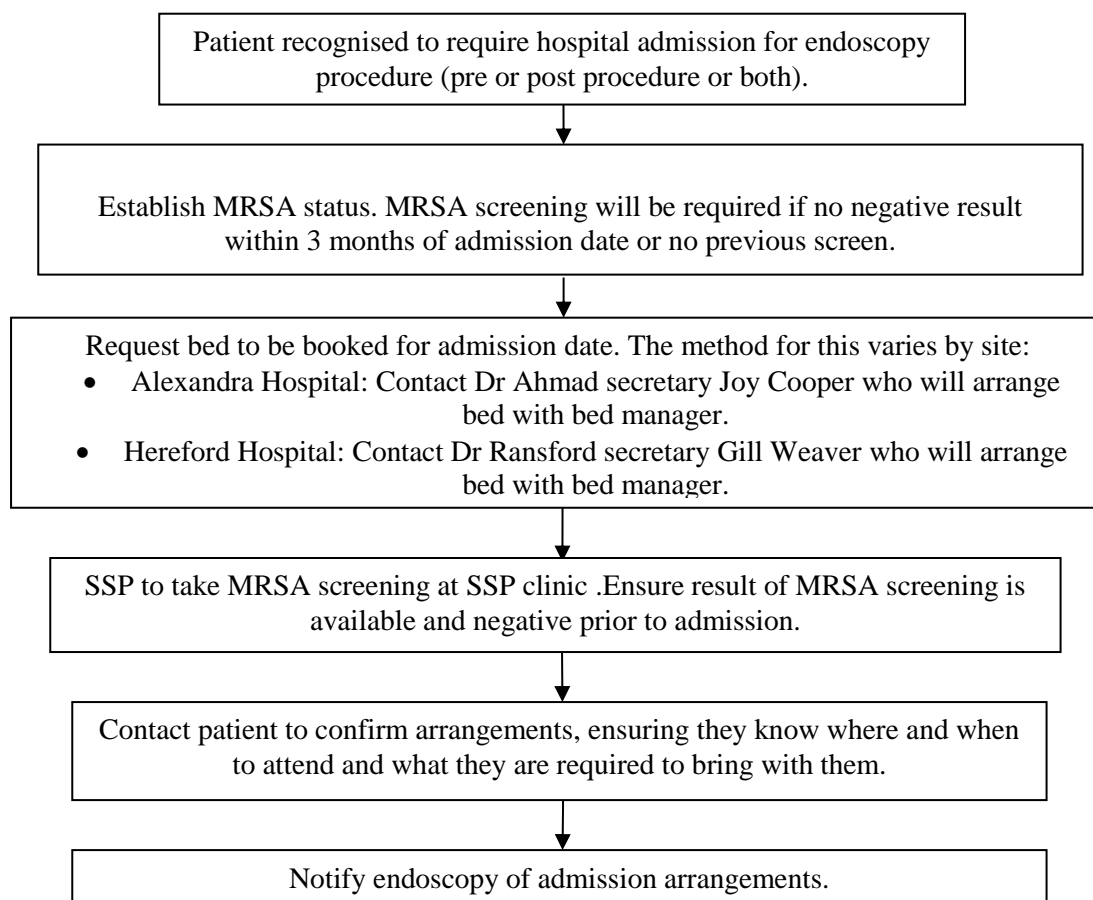 Patient recognised to require hospital admission for endoscopy
procedure (pre or post procedure or both).
Establish MRSA status. MRSA screening will be required if no negative result
within 3 months of admission date or no previous screen.
Request bed to be booked for admission date. The method for this varies by site:
• Alexandra Hospital: Contact Dr Ahmad secretary Joy Cooper who will arrange
bed with bed manager.
• Hereford Hospital: Contact Dr Ransford secretary Gill Weaver who will arrange
bed with bed manager.
SSP to take MRSA screening at SSP clinic .Ensure result of MRSA screening is
available and negative prior to admission.
Contact patient to confirm arrangements, ensuring they know where and when
to attend and what they are required to bring with them.
Notify endoscopy of admission arrangements.